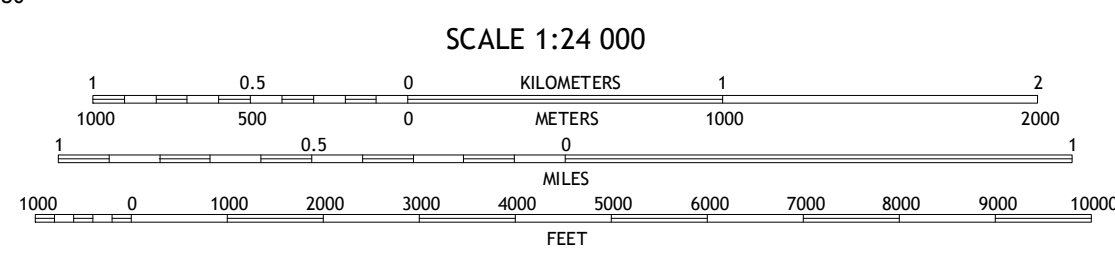 SCALE 1:24 000
1 0.5 0 KILOMETERS 1 2
1000 500 0 METERS 1000 2000
1 0.5 0 1
MILES
1000 0 1000 2000 3000 4000 5000 6000 7000 8000 9000 10000
FEET